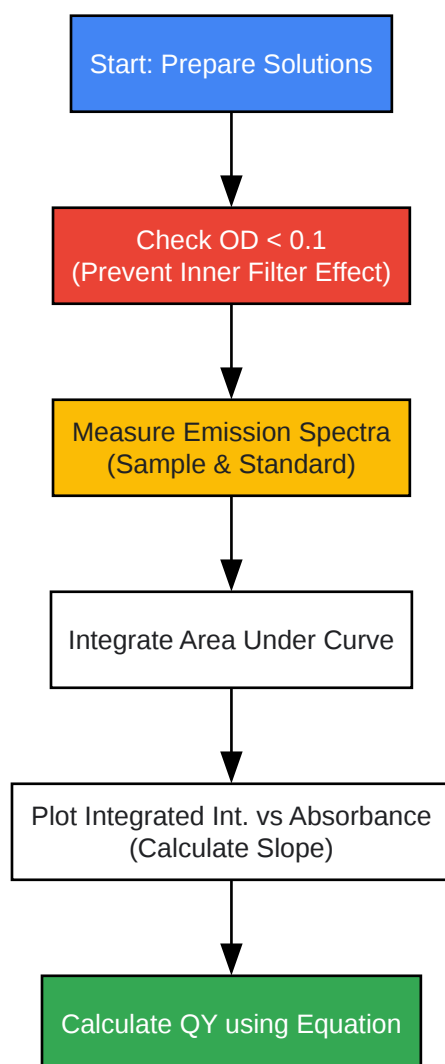 Start: Prepare Solutions
Check OD < 0.1
(Prevent Inner Filter Effect)
Measure Emission Spectra
(Sample & Standard)
Integrate Area Under Curve
Plot Integrated Int. vs Absorbance
(Calculate Slope)
Calculate QY using Equation